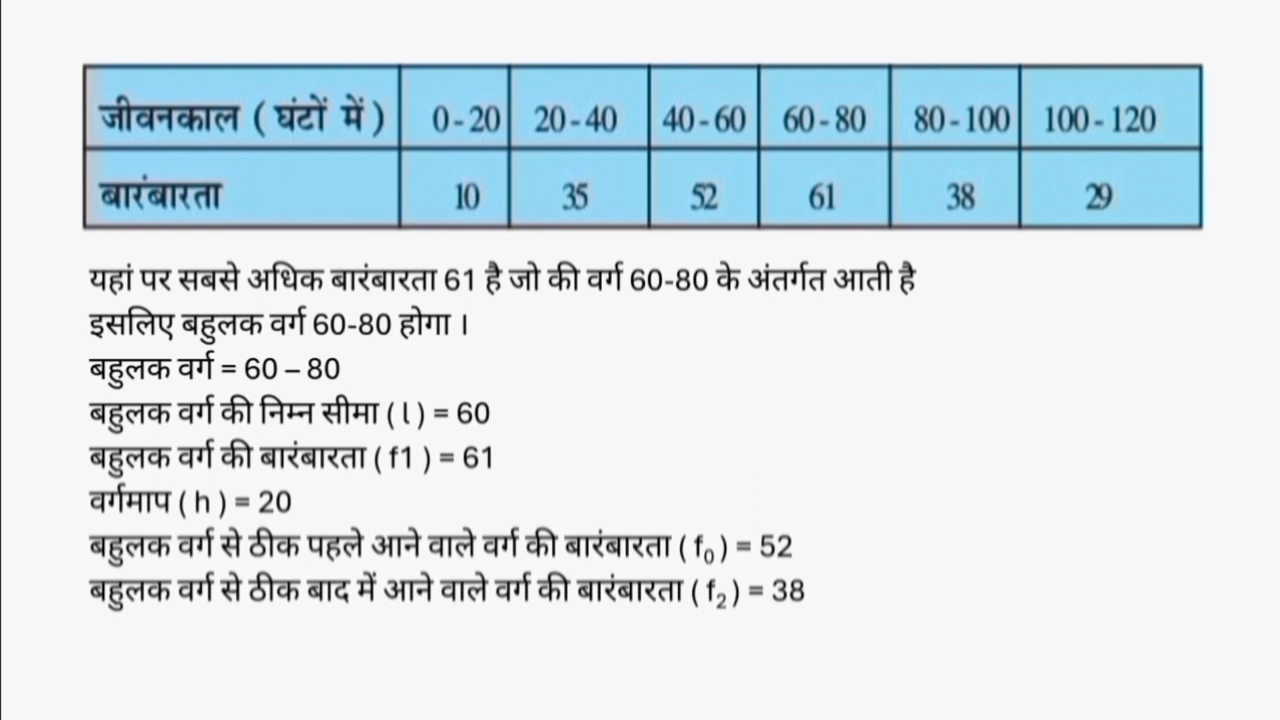 जीवनकाल ( घंटों में ) 0-20 20-40 40-60 60-80 80-100 100-120
बारंबारता 10 35 52 61 38 29
यहां पर सबसे अधिक बारंबारता 61 है जो की वर्ग 60-80 के अंतर्गत आती है
इसलिए बहुलक वर्ग 60-80 होगा ।
बहुलक वर्ग = 60 – 80
बहुलक वर्ग की निम्न सीमा ( l ) = 60
बहुलक वर्ग की बारंबारता ( f1 ) = 61
वर्गमाप ( h ) = 20
बहुलक वर्ग से ठीक पहले आने वाले वर्ग की बारंबारता ( f₀ ) = 52
बहुलक वर्ग से ठीक बाद में आने वाले वर्ग की बारंबारता ( f₂ ) = 38